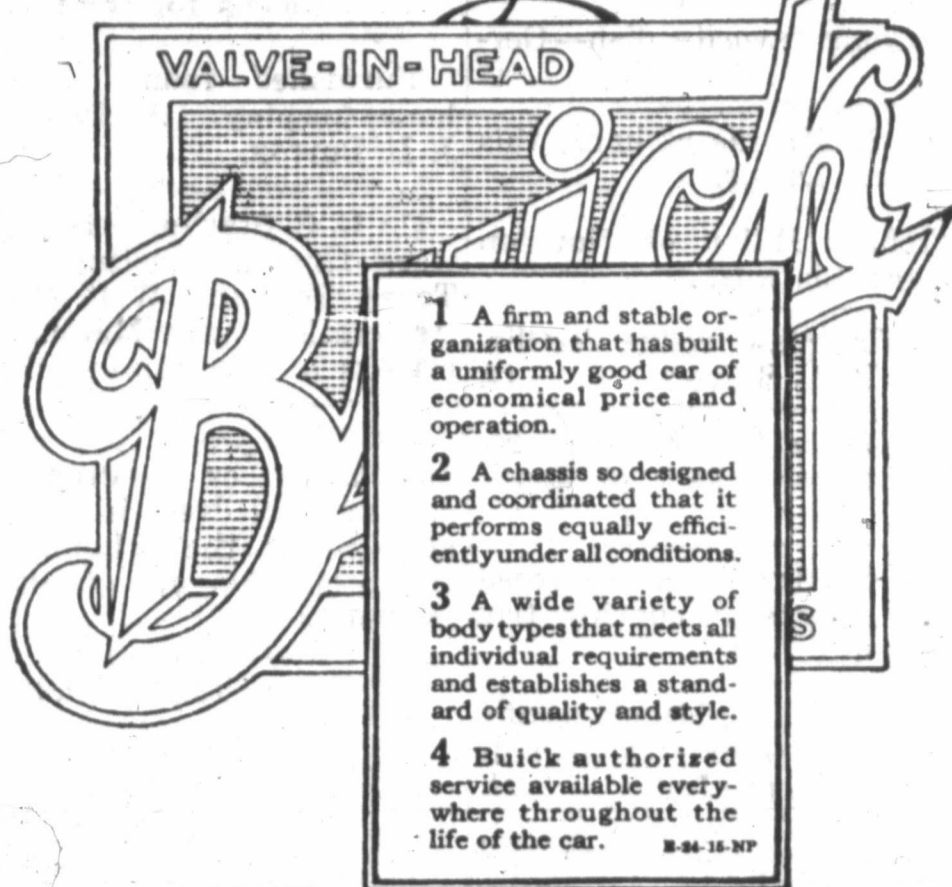 VALVE-IN-HEAD
Buick
1 A firm and stable or-
ganization that has built
a uniformly good car of
economical price and
operation.
2 A chassis so designed
and coordinated that it
performs equally effici-
ently under all conditions.
3 A wide variety of
body types that meets all
individual requirements
and establishes a stand-
ard of quality and style.
4 Buick authorized
service available every-
where throughout the
life of the car.
E-24-15-NP
S